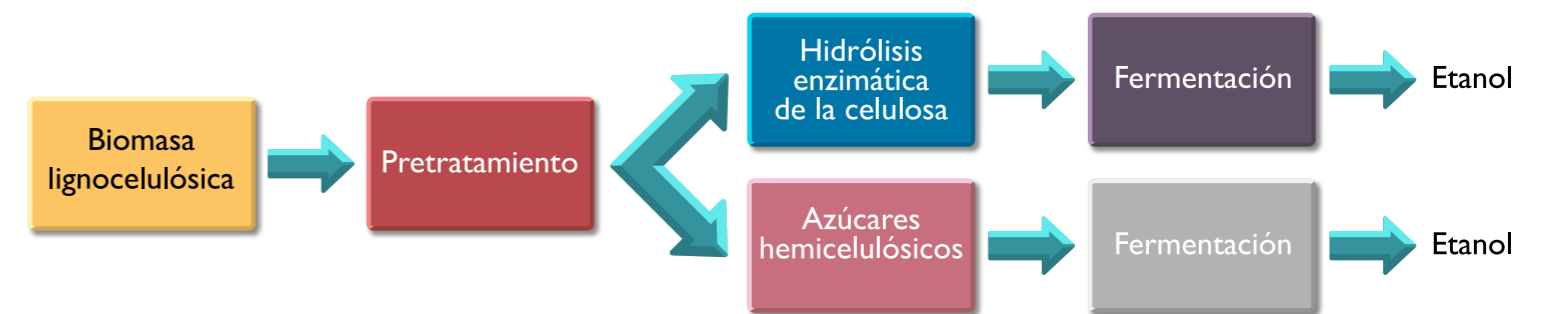 Biomasa
lignocelulósica
Pretratamiento
Hidrólisis
enzimática
de la celulosa
Fermentación
Etanol
Azúcares
hemicelulósicos
Fermentación
Etanol